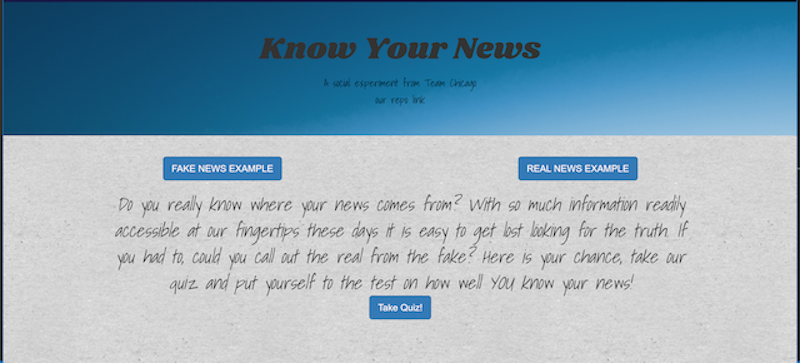 Know Your News
A social experiment from Team Chicago
our repo link
FAKE NEWS EXAMPLE
REAL NEWS EXAMPLE
Do you really know where your news comes from? With so much information readily
accessible at our fingertips these days it is easy to get lost looking for the truth. If
you had to, could you call out the real from the fake? Here is your chance, take our
quiz and put yourself to the test on how well YOU know your news!
Take Quiz!